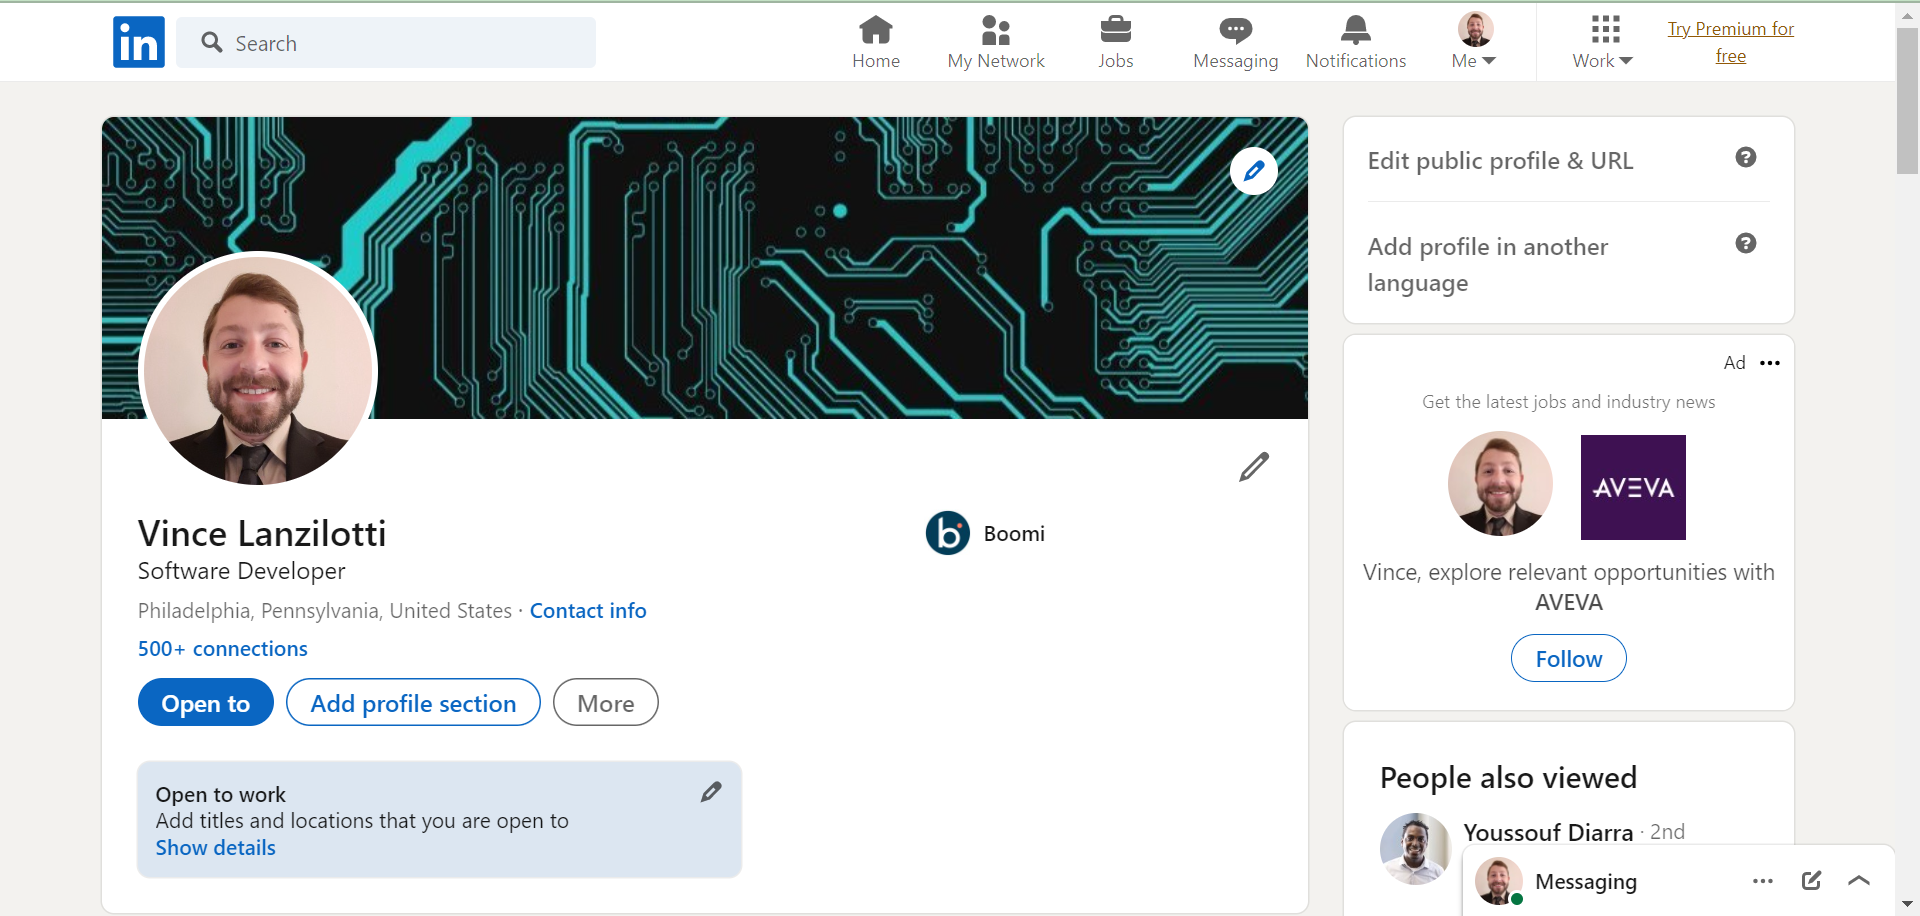 in
Search
Home
My Network
Jobs
Messaging
Notifications
Me
Work
Try Premium for
free
Edit public profile & URL
Add profile in another
language
Vince Lanzilotti
Software Developer
Philadelphia, Pennsylvania, United States · Contact info
500+ connections
Open to
Add profile section
More
b
Boomi
Open to work
Add titles and locations that you are open to
Show details
Ad
Get the latest jobs and industry news
AVEVA
Vince, explore relevant opportunities with
AVEVA
Follow
People also viewed
Youssouf Diarra · 2nd
Messaging